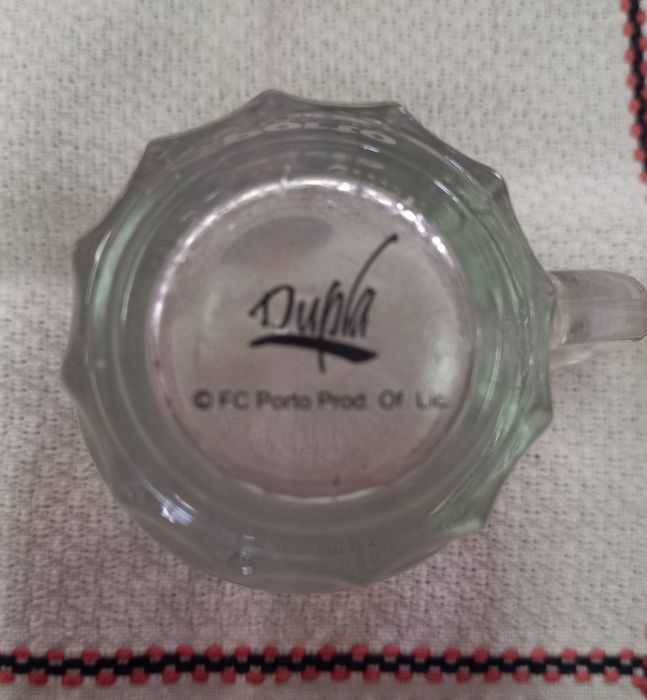 Dupla
© FC Porto Prod. Of. Lic.